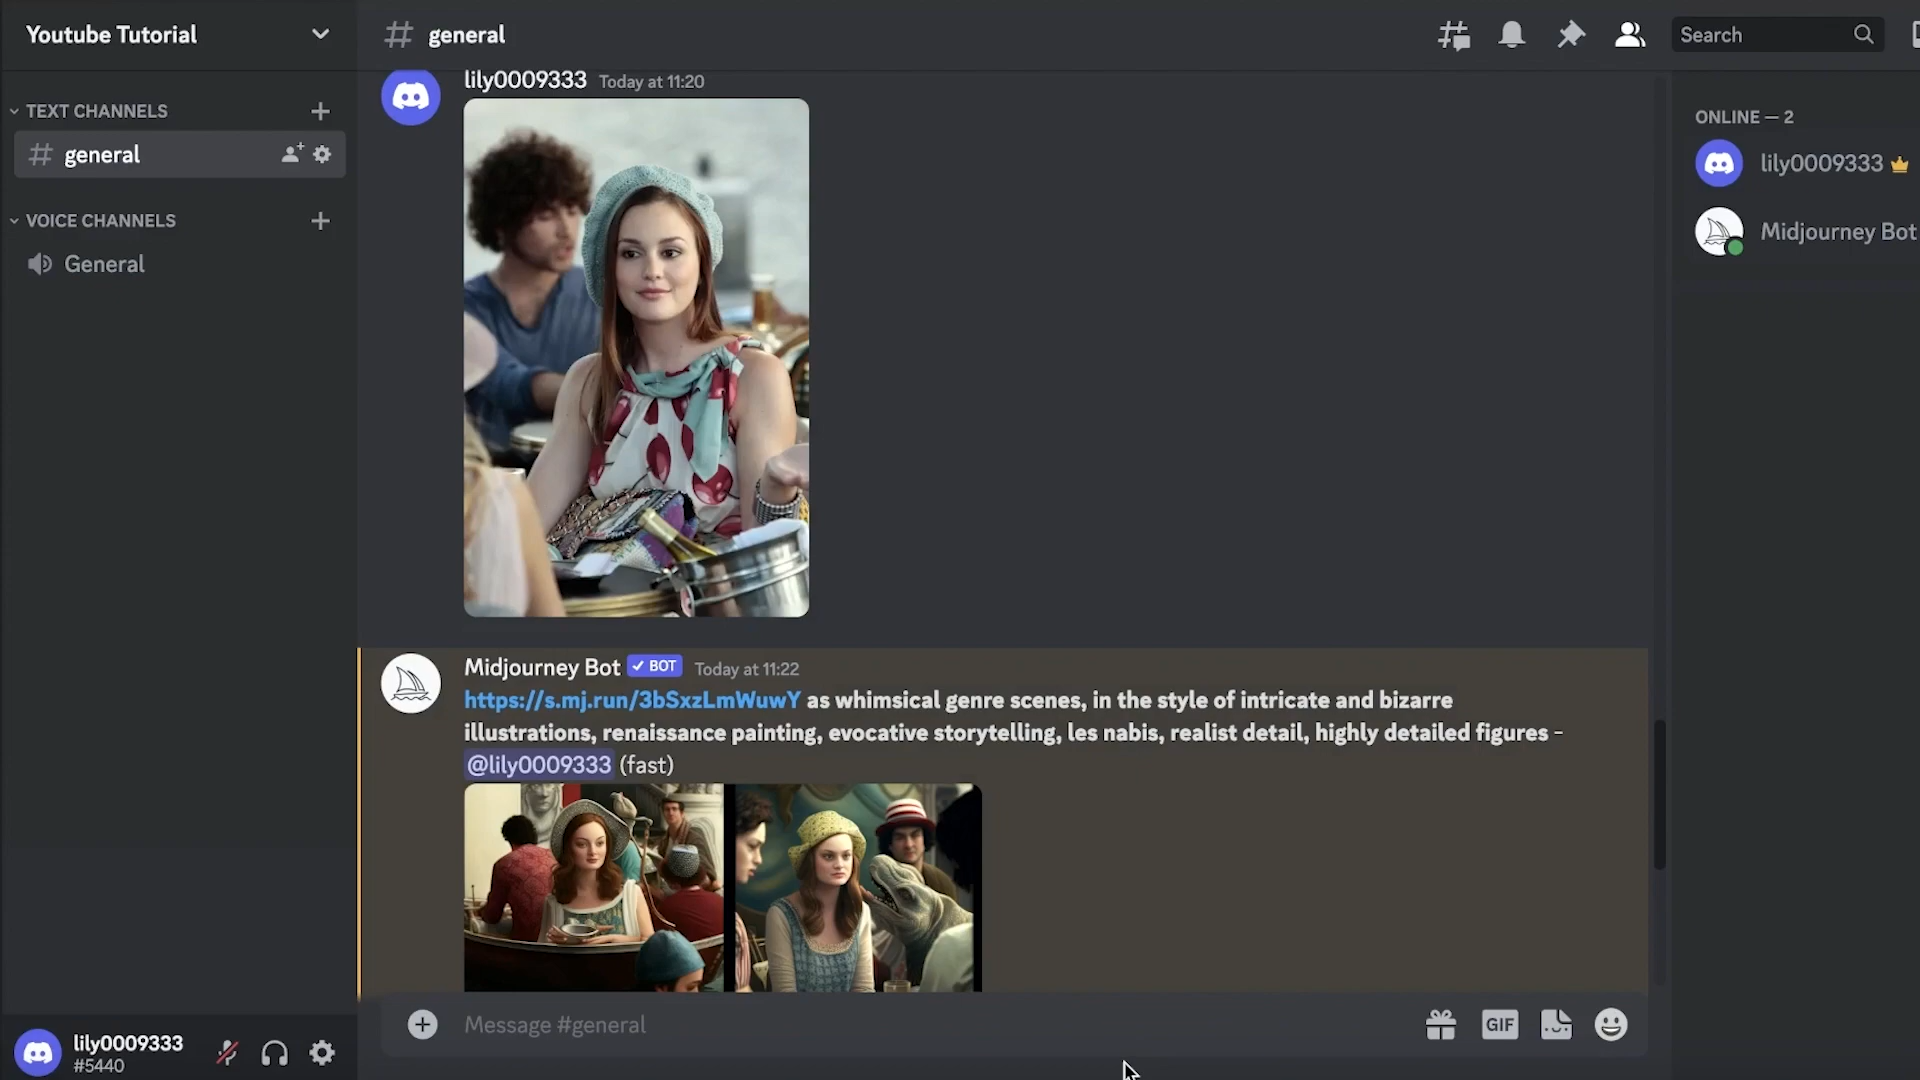 Youtube Tutorial
general
Search
TEXT CHANNELS
general
VOICE CHANNELS
General
lily0009333 Today at 11:20
Midjourney Bot BOT Today at 11:22
https://s.mj.run/3bSxzLmWuwY as whimsical genre scenes, in the style of intricate and bizarre
illustrations, renaissance painting, evocative storytelling, les nabis, realist detail, highly detailed figures -
@lily0009333 (fast)
Message #general
GIF
ONLINE — 2
lily0009333
Midjourney Bot
lily0009333
#5440